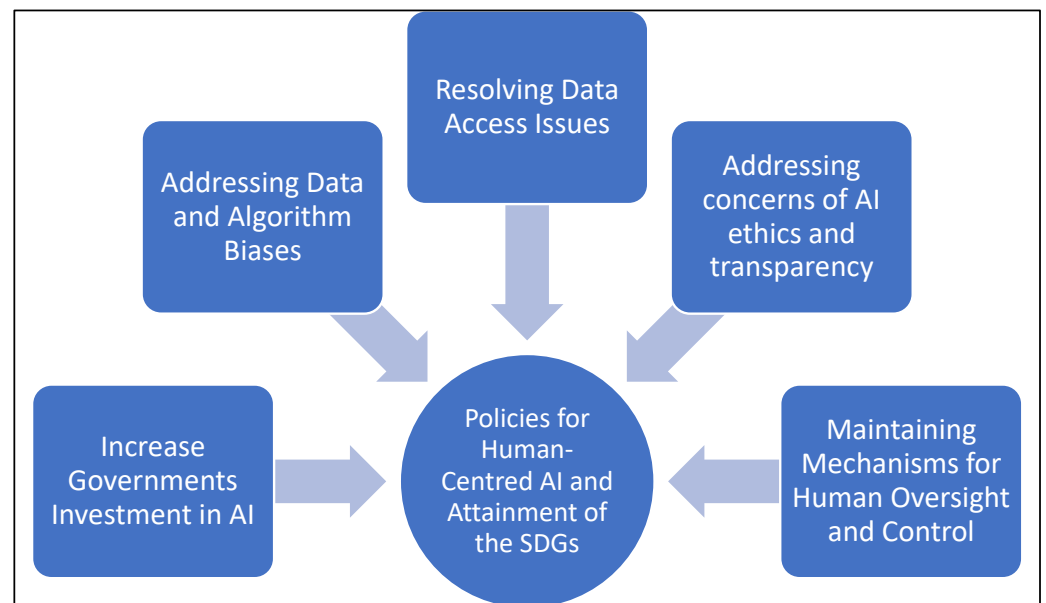 Resolving Data
Access Issues
Addressing Data
and Algorithm
Biases
Addressing
concerns of AI
ethics and
transparency
Increase
Governments
Investment in AI
Policies for
Human-
Centred AI and
Attainment of
the SDGs
Maintaining
Mechanisms for
Human Oversight
and Control